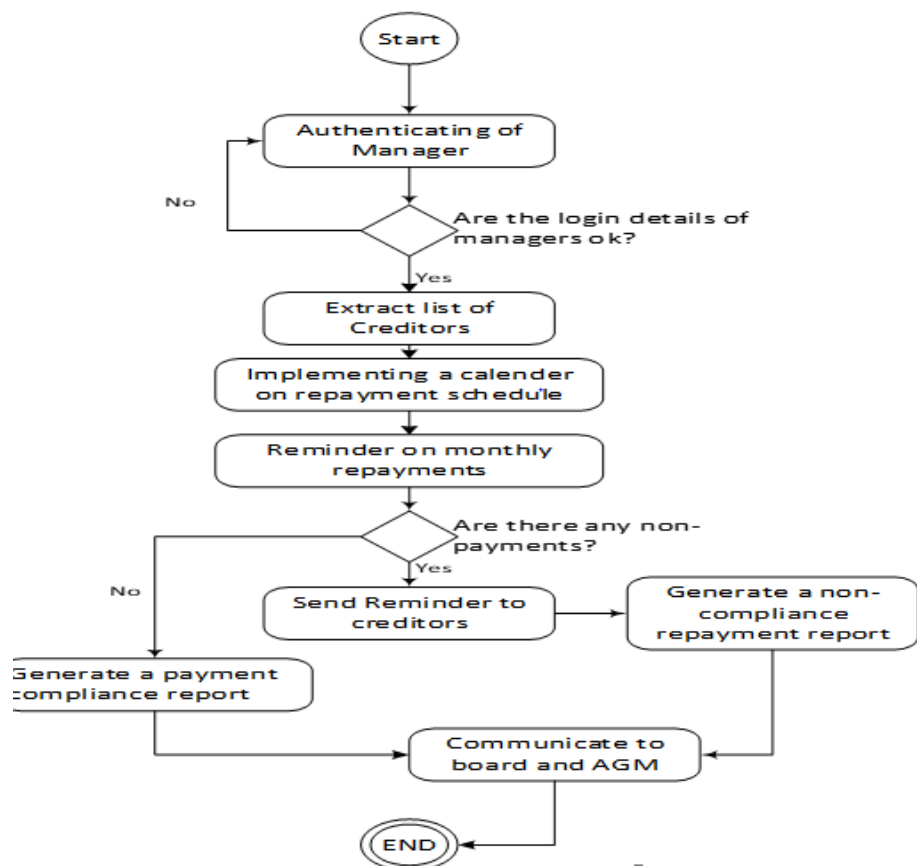 Start
Authenticating of
Manager
No
Are the login details of
managers ok?
Yes
Extract list of
Creditors
Implementing a calender
on repayment schedule
Reminder on monthly
repayments
Are there any non-
payments?
Yes
No
Send Reminder to
creditors
Generate a non-
compliance
repayment report
Generate a payment
compliance report
Communicate to
board and AGM
END